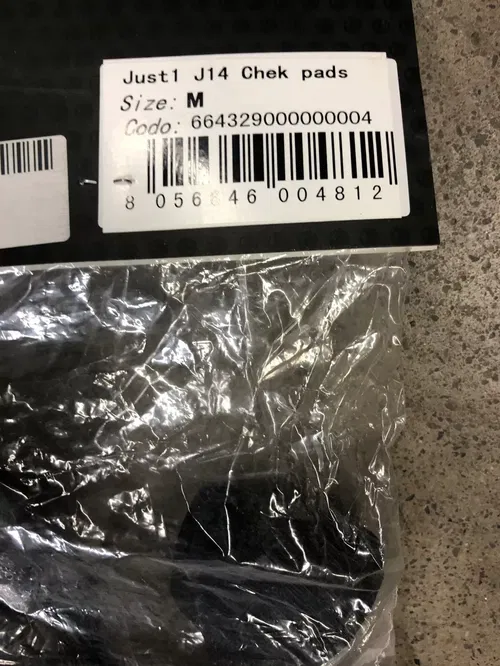 Just1 J14 Chek pads
Size: M
Codo: 664329000000004
8 056646 004812